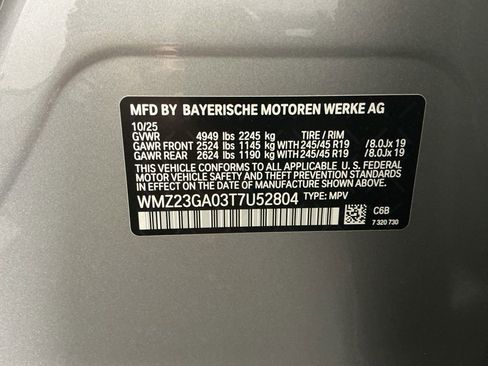 MFD BY BAYERISCHE MOTOREN WERKE AG
10/25
GVWR 4949 lbs 2245 kg TIRE / RIM
GAWR FRONT 2524 lbs 1145 kg WITH 245/45 R19 / 8.0Jx 19
GAWR REAR 2624 lbs 1190 kg WITH 245/45 R19 / 8.0Jx 19
THIS VEHICLE CONFORMS TO ALL APPLICABLE U. S. FEDERAL
MOTOR VEHICLE SAFETY AND THEFT PREVENTION STANDARDS
IN EFFECT ON THE DATE OF MANUFACTURE SHOWN ABOVE.
WMZ23GA03T7U52804 TYPE: MPV
C6B
7 320 730